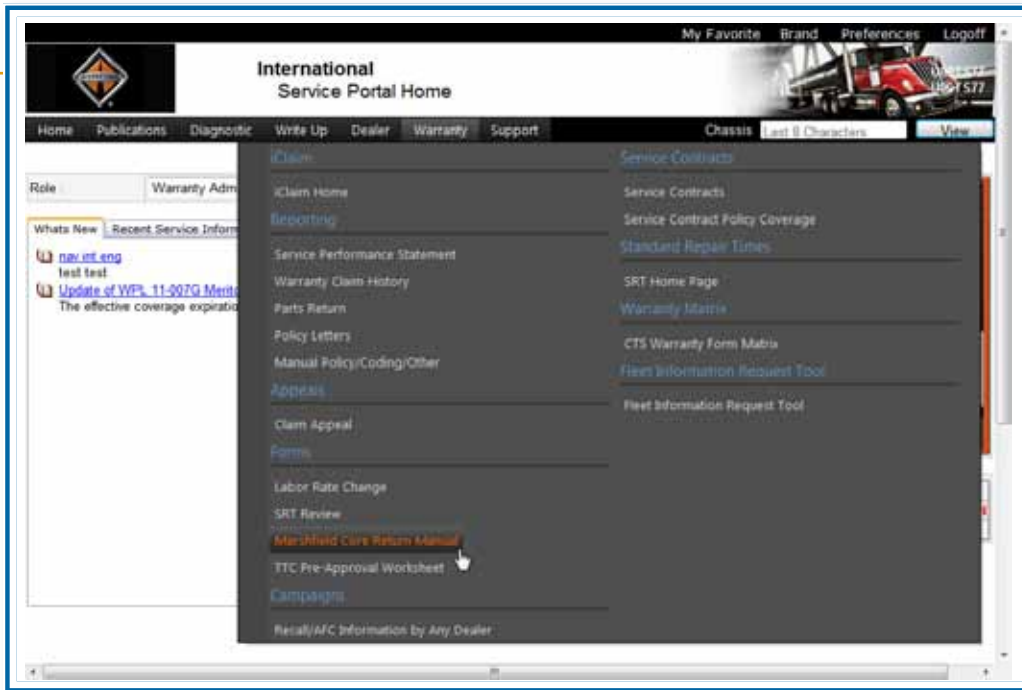 My Favorite Brand Preferences Logoff
International
Service Portal Home
Home Publications Diagnostic Write Up Dealer Warranty Support Chassis Last 8 Characters View
iClaim Service Contracts
Role Warranty Adm iClaim Home Service Contracts
Reporting Service Contract Policy Coverage
Whats New Recent Service Inform
Standard Repair Times
nav int eng Service Performance Statement
test test
Warranty Claim History SRT Home Page
Update of WPL 11-007G Merito
The effective coverage expiratio Parts Return Warranty Matrix
Policy Letters CTS Warranty Form Matrix
Manual Policy/Coding/Other Fleet Information Request Tool
Appeals
Fleet Information Request Tool
Claim Appeal
Forms
Labor Rate Change
SRT Review
Marshfield Core Return Manual
TTC Pre-Approval Worksheet
Campaigns
Recall/AFC Information by Any Dealer